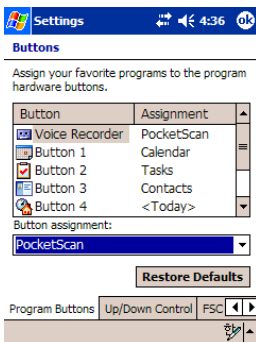 Settings 4:36 ok
Buttons
Assign your favorite programs to the program
hardware buttons.
Button Assignment
Voice Recorder PocketScan
Button 1 Calendar
Button 2 Tasks
Button 3 Contacts
Button 4 <Today>
Button assignment:
PocketScan
Restore Defaults
Program Buttons Up/Down Control FSC